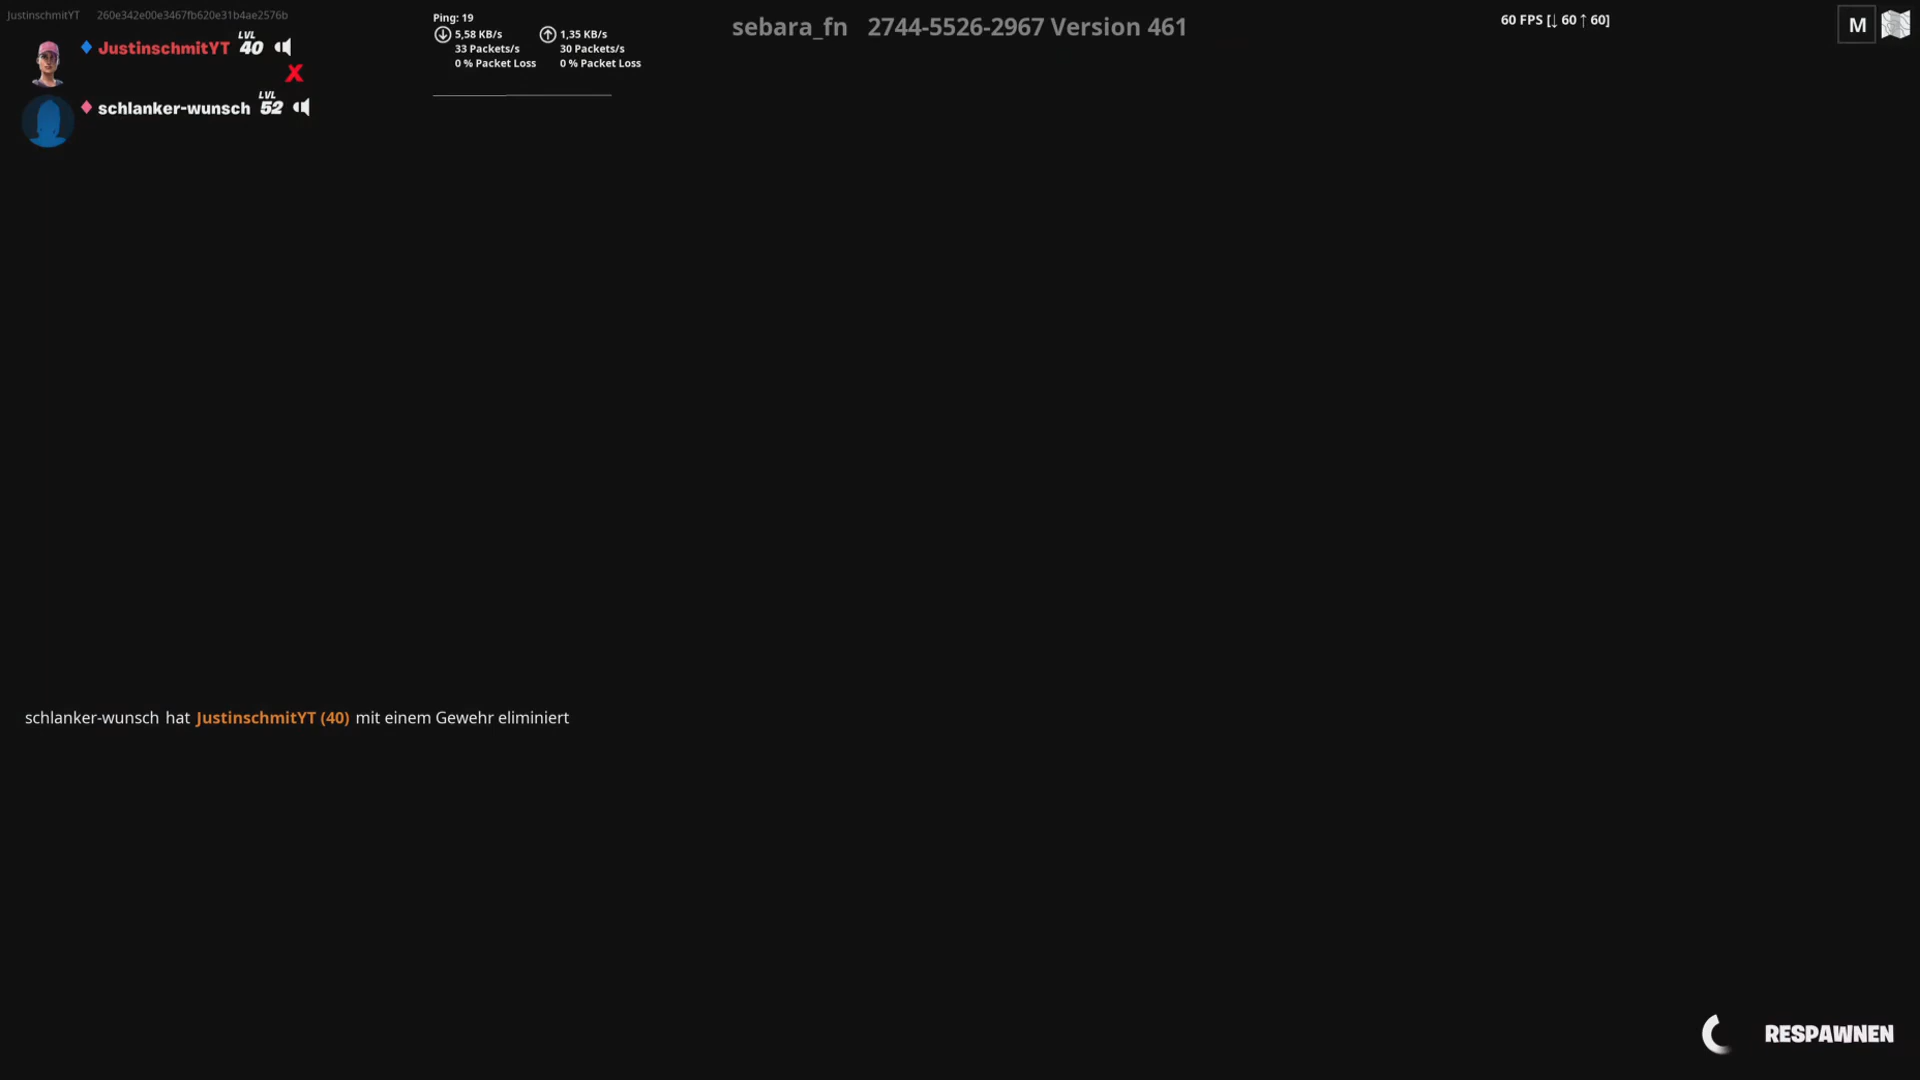 JustinschmitYT 260e342e00e3467fb620e31b4ae2576b
JustinschmitYT LVL 40
X
schlanker-wunsch LVL 52
Ping: 19
5,58 KB/s 1,35 KB/s
33 Packets/s 30 Packets/s
0 % Packet Loss 0 % Packet Loss
sebara_fn 2744-5526-2967 Version 461
60 FPS [↓ 60 ↑ 60]
M
schlanker-wunsch hat JustinschmitYT (40) mit einem Gewehr eliminiert
RESPAWNEN